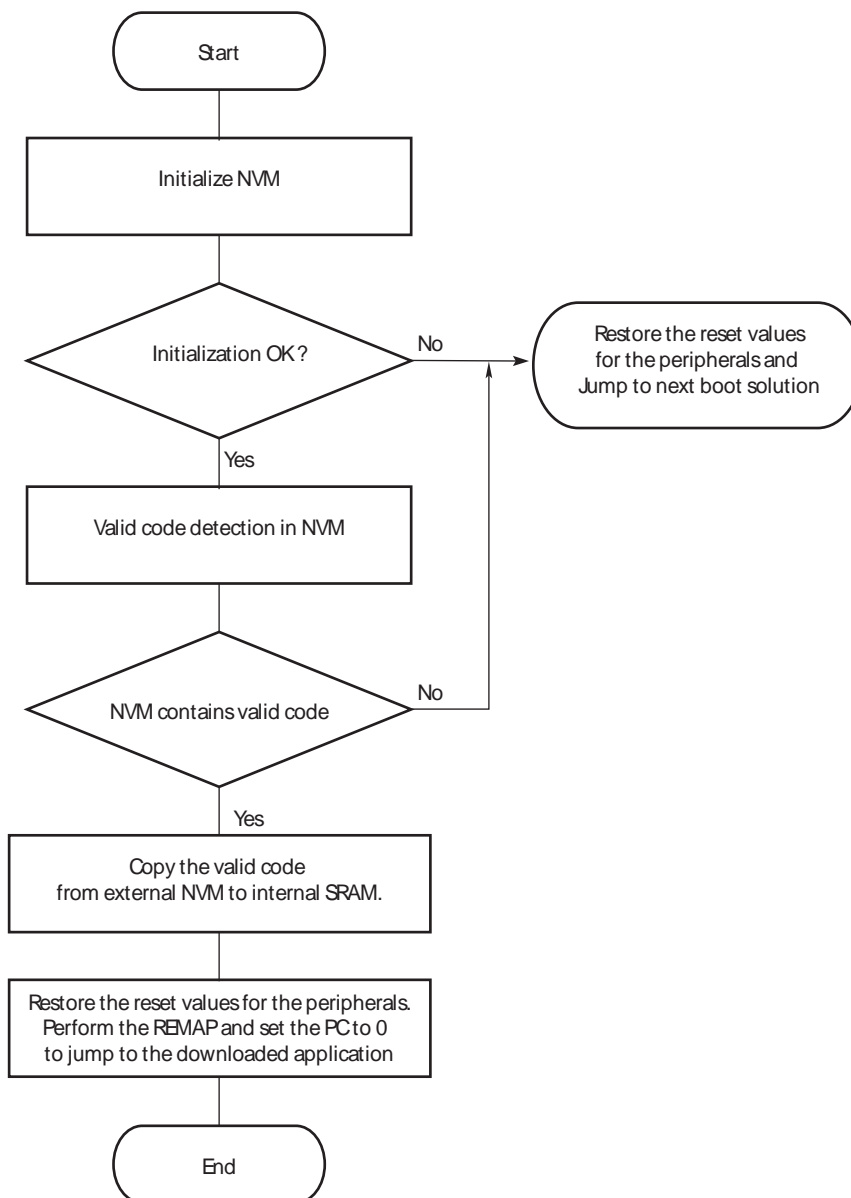 Start
Initialize NVM
Initialization OK ?
No
Restore the reset values
for the peripherals and
Jump to next boot solution
Yes
Valid code detection in NVM
NVM contains valid code
No
Yes
Copy the valid code
from external NVM to internal SRAM.
Restore the reset values for the peripherals.
Perform the REMAP and set the PC to 0
to jump to the downloaded application
End